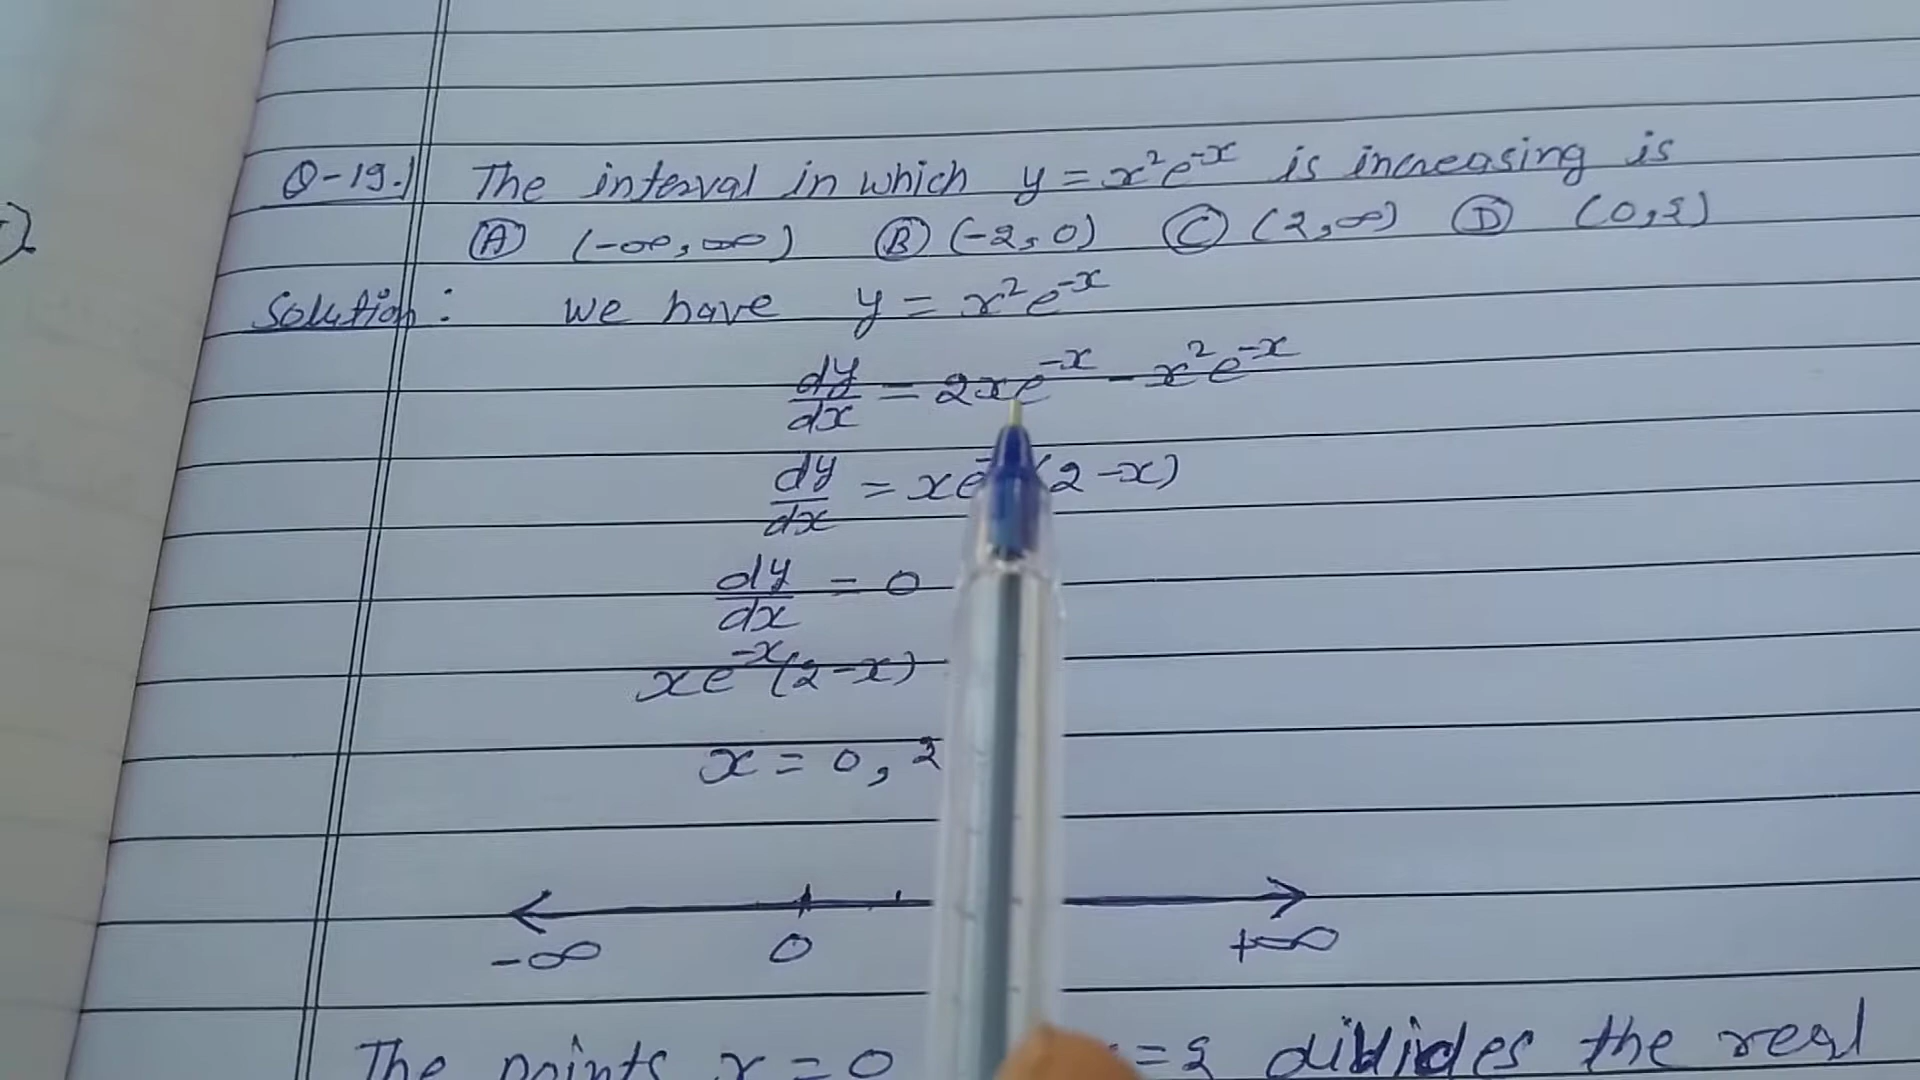 Q-19.) The interval in which y = x²e⁻ˣ is increasing is
Ⓐ (-∞, ∞) Ⓑ (-2, 0) Ⓒ (2, ∞) Ⓓ (0, 2)
Solution: we have y = x²e⁻ˣ
dy/dx = 2xe⁻ˣ - x²e⁻ˣ
dy/dx = xe (2 - x)
dy/dx = 0
xe⁻ˣ(2 - x)
x = 0, 2
-∞ 0 +∞
The points x = 0 = 2 divides the real